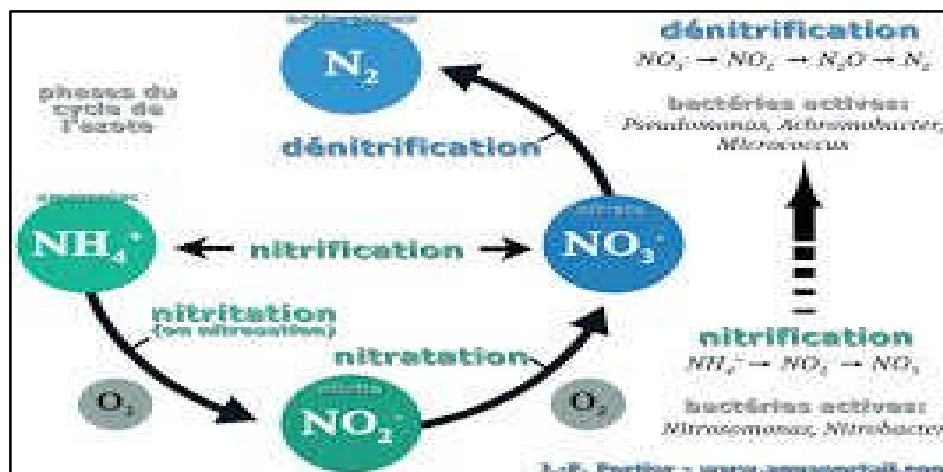 phases du
cycle de
l'azote
N₂
dénitrification
NH₄⁺
nitrification
NO₃⁻
nitritation
(ou nitrosation)
nitratation
O₂
NO₂⁻
O₂
dénitrification
NO₃⁻ → NO₂ → N₂O → N₂
bactéries actives:
Pseudomonas, Achromobacter,
Micrococcus
nitrification
NH₄⁻ → NO₂ → NO₃
bactéries actives:
Nitrosomonas, Nitrobacter